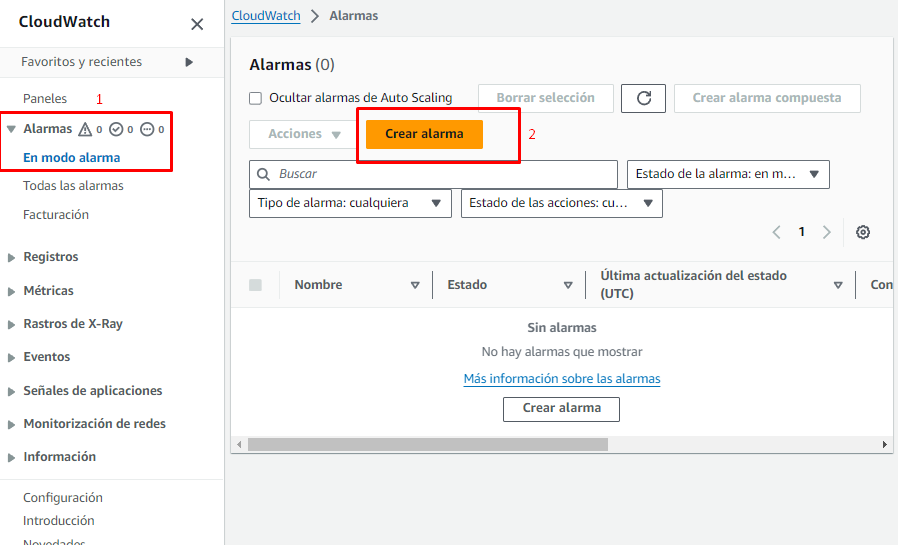 CloudWatch
Favoritos y recientes
Paneles 1
Alarmas 0 0 0
En modo alarma
Todas las alarmas
Facturación
Registros
Métricas
Rastros de X-Ray
Eventos
Señales de aplicaciones
Monitorización de redes
Información
Configuración
Introducción
Novedades
CloudWatch > Alarmas
Alarmas (0)
Ocultar alarmas de Auto Scaling
Borrar selección
Crear alarma compuesta
Acciones
Crear alarma 2
Buscar
Estado de la alarma: en m...
Tipo de alarma: cualquiera
Estado de las acciones: cu...
1
Nombre
Estado
Última actualización del estado
(UTC)
Con
Sin alarmas
No hay alarmas que mostrar
Más información sobre las alarmas
Crear alarma